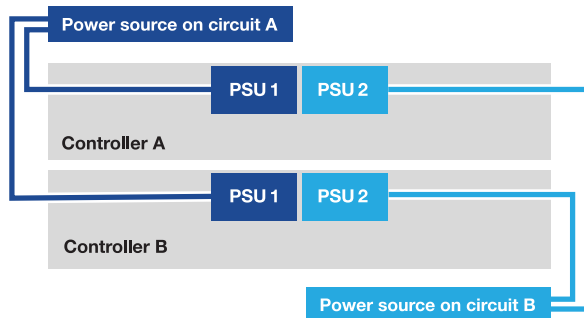 Power source on circuit A
PSU 1
PSU 2
Controller A
PSU 1
PSU 2
Controller B
Power source on circuit B